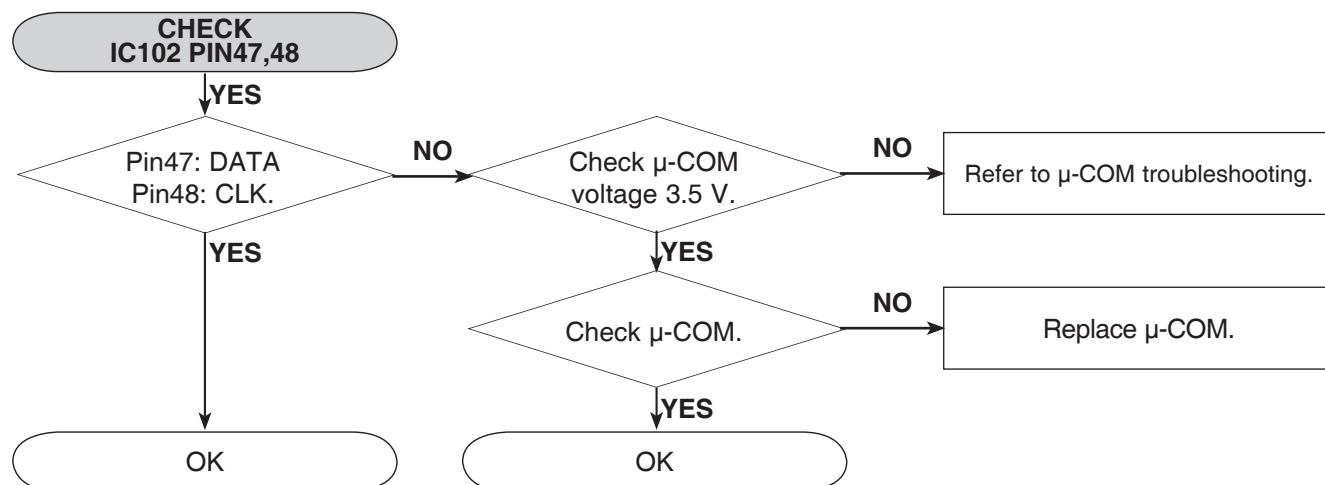 CHECK
IC102 PIN47,48
YES
Pin47: DATA
Pin48: CLK.
NO
Check µ-COM
voltage 3.5 V.
NO
Refer to µ-COM troubleshooting.
YES
YES
Check µ-COM.
NO
Replace µ-COM.
YES
OK
OK